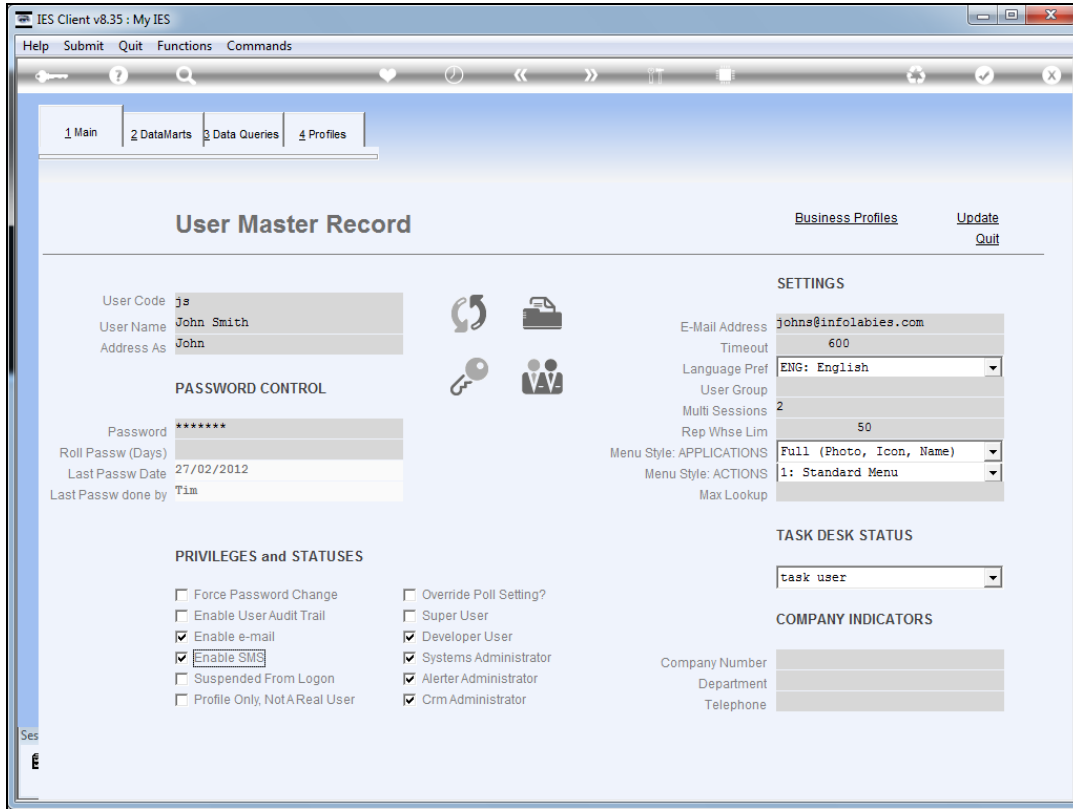 IES Client v8.35 : My IES
Help Submit Quit Functions Commands
1 Main
2 DataMarts
3 Data Queries
4 Profiles
User Master Record
Business Profiles
Update
Quit
User Code js
User Name John Smith
Address As John
PASSWORD CONTROL
Password *******
Roll Passw (Days)
Last Passw Date 27/02/2012
Last Passw done by Tim
SETTINGS
E-Mail Address johns@infolabies.com
Timeout 600
Language Pref ENG: English
User Group
Multi Sessions 2
Rep Whse Lim 50
Menu Style: APPLICATIONS Full (Photo, Icon, Name)
Menu Style: ACTIONS 1: Standard Menu
Max Lookup
PRIVILEGES and STATUSES
Force Password Change
Enable User Audit Trail
Enable e-mail
Enable SMS
Suspended From Logon
Profile Only, Not A Real User
Override Poll Setting?
Super User
Developer User
Systems Administrator
Alerter Administrator
Crm Administrator
TASK DESK STATUS
task user
COMPANY INDICATORS
Company Number
Department
Telephone
Ses